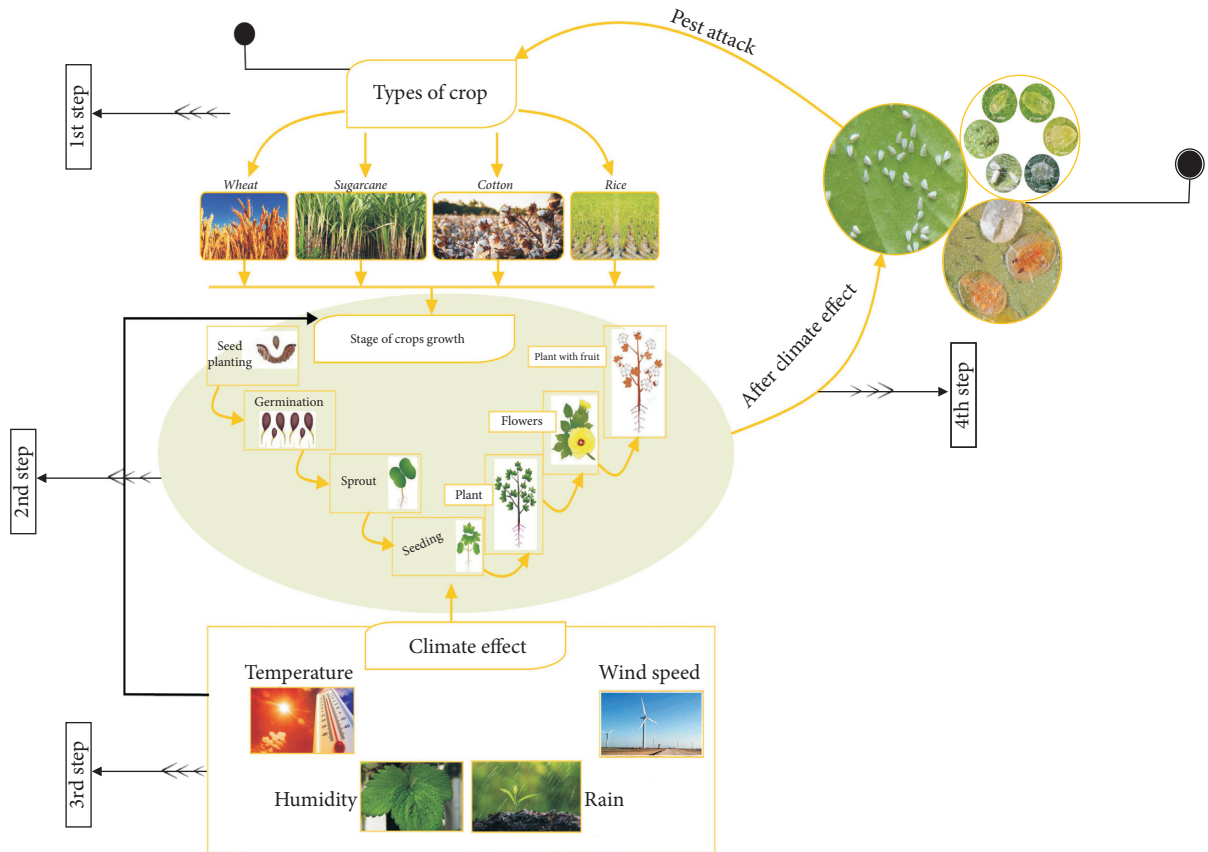 Pest attack
1st step
Types of crop
Wheat
Sugarcane
Cotton
Rice
Stage of crops growth
Seed
planting
Germination
Sprout
Seeding
Plant
Flowers
Plant with fruit
After climate effect
4th step
2nd step
Climate effect
Temperature
Wind speed
Humidity
Rain
3rd step